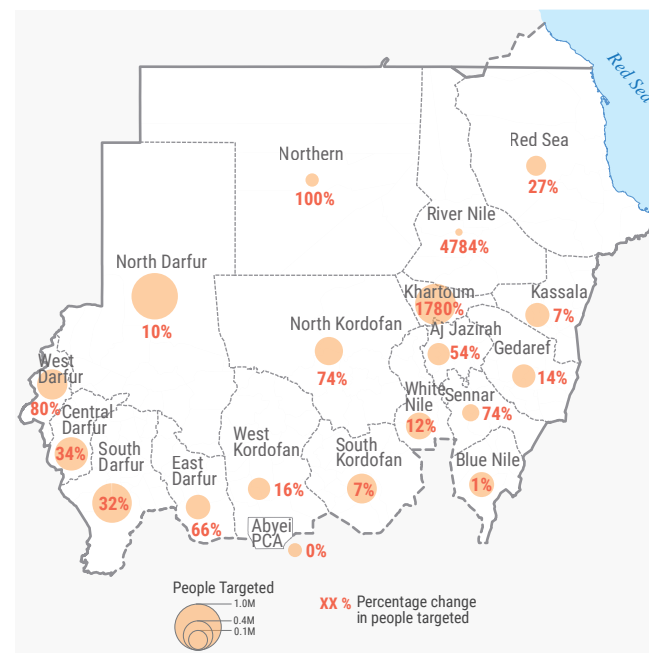 Red Sea
Red Sea
27%
Northern
100%
River Nile
4784%
North Darfur
10%
Khartoum
1780%
Kassala
7%
North Kordofan
74%
Aj Jazirah
54%
Gedaref
14%
West
Darfur
80%
White
Nile
12%
Sennar
74%
Central
Darfur
34%
South
Darfur
32%
East
Darfur
66%
West
Kordofan
16%
South
Kordofan
7%
Blue Nile
1%
Abyei
PCA
0%
People Targeted
1.0M
0.4M
0.1M
XX % Percentage change
in people targeted